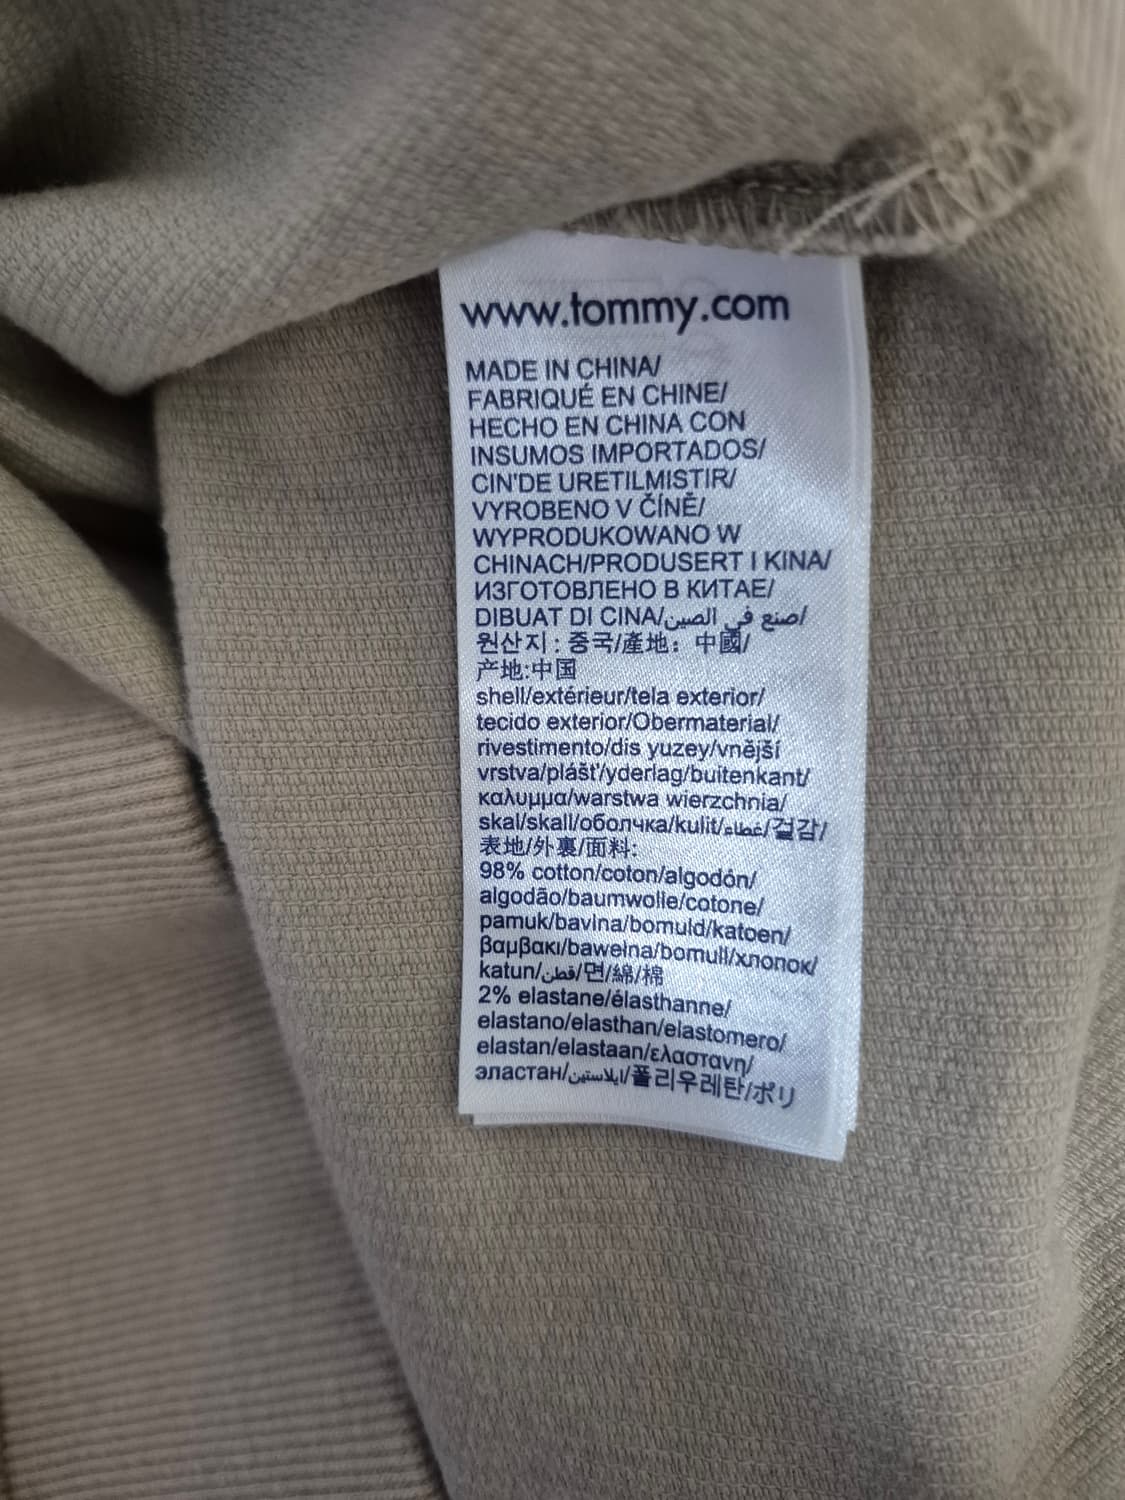 www.tommy.com
MADE IN CHINA/
FABRIQUÉ EN CHINE/
HECHO EN CHINA CON
INSUMOS IMPORTADOS/
CIN'DE URETILMISTIR/
VYROBENO V ČÍNĚ/
WYPRODUKOWANO W
CHINACH/PRODUSERT I KINA/
ИЗГОТОВЛЕНО В КИТАЕ/
DIBUAT DI CINA/صنع في الصين/
원산지 : 중국/產地：中國/
产地:中国
shell/extérieur/tela exterior/
tecido exterior/Obermaterial/
rivestimento/dis yuzey/vnější
vrstva/plášť/yderlag/buitenkant/
καλυμμα/warstwa wierzchnia/
skal/skall/оболчка/kulit/غطاء/겉감/
表地/外裏/面料:
98% cotton/coton/algodón/
algodão/baumwolle/cotone/
pamuk/bavlna/bomuld/katoen/
βαμβακι/bawełna/bomull/хлопок/
katun/قطن/면/綿/棉
2% elastane/élasthanne/
elastano/elasthan/elastomero/
elastan/elastaan/ελαστανη/
эластан/ايلاستين/폴리우레탄/ポリ